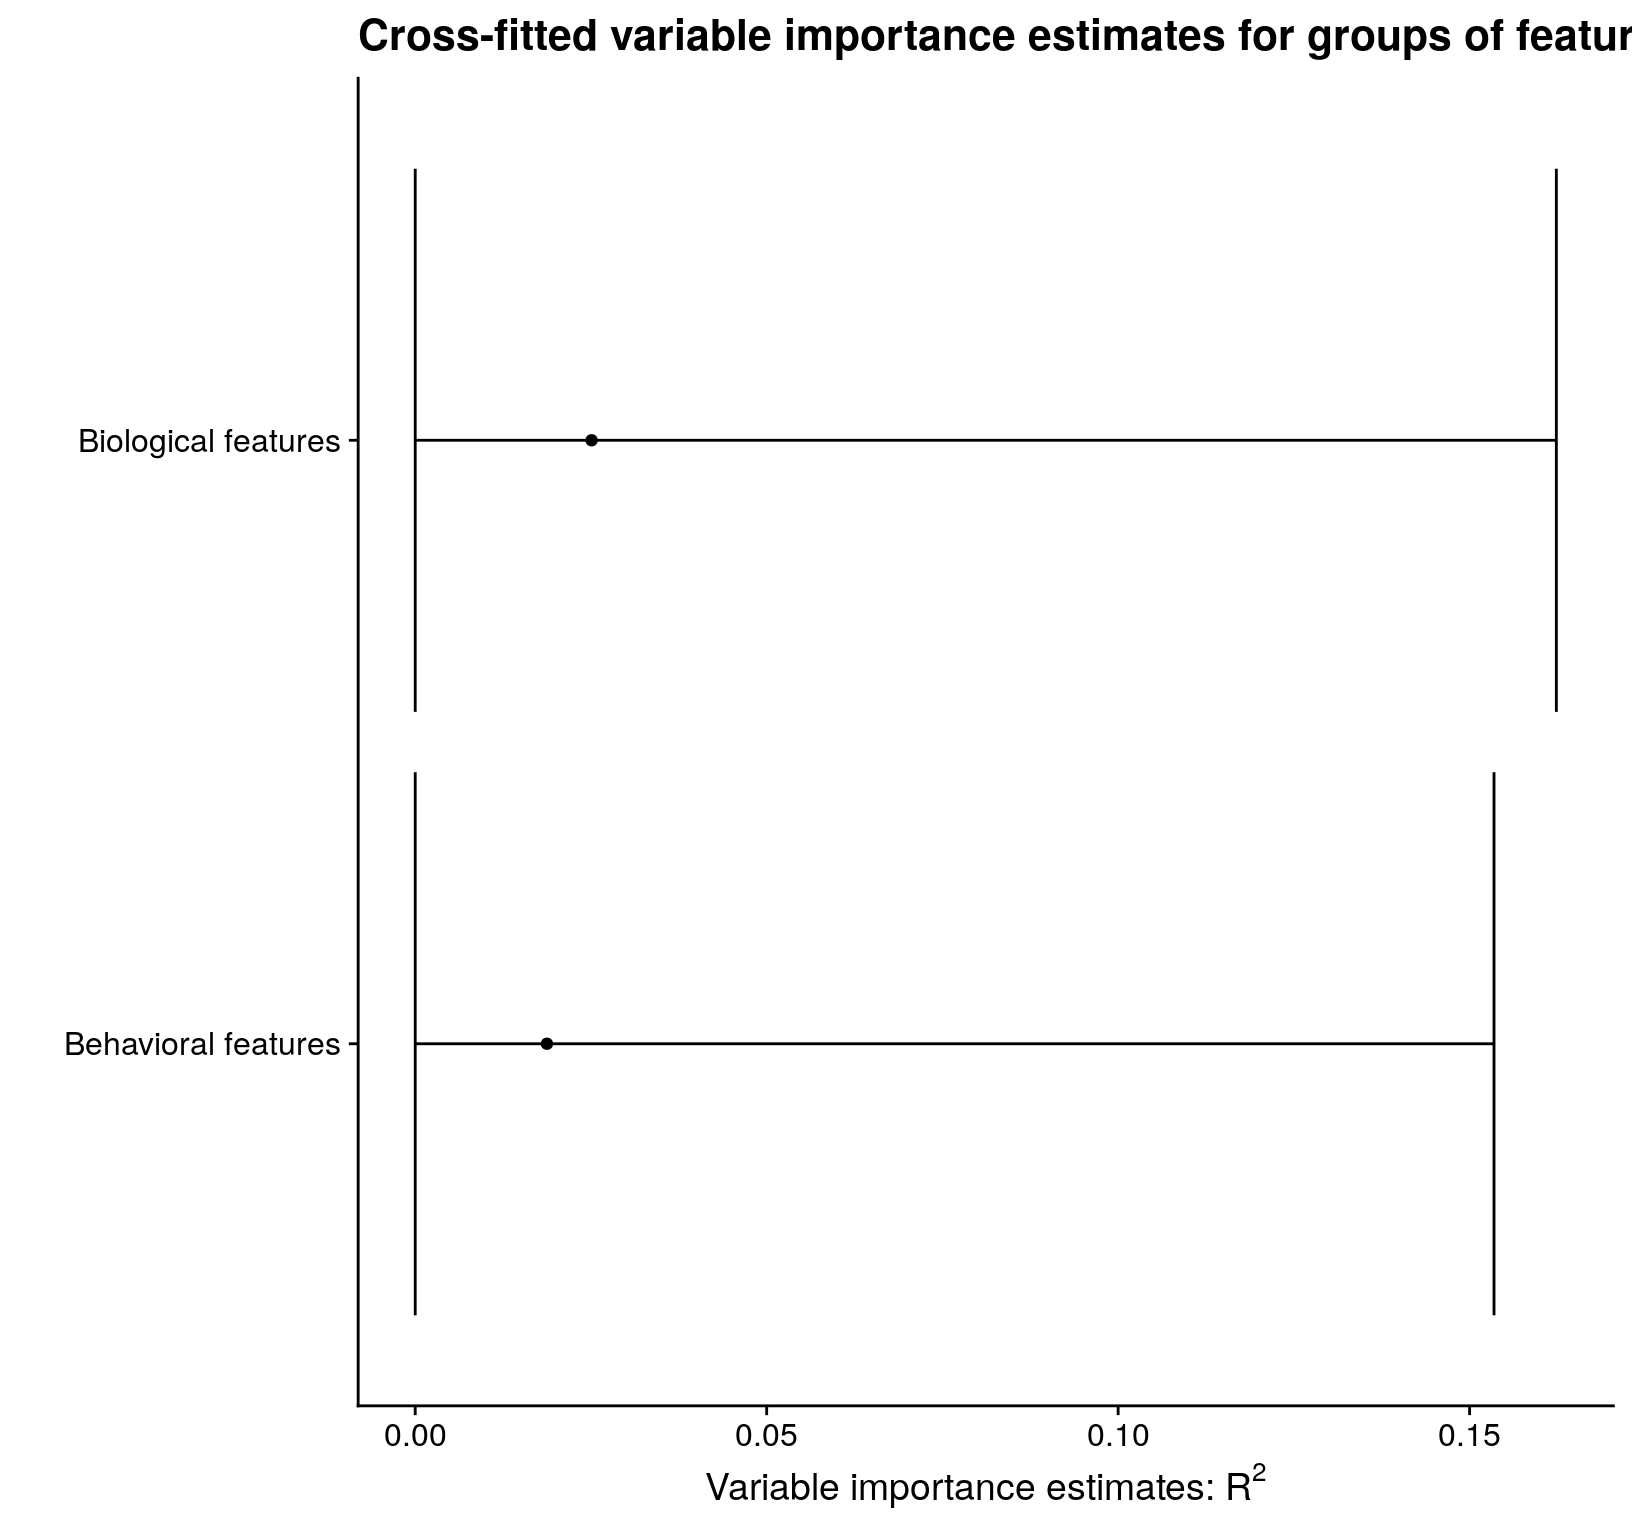 Cross-fitted variable importance estimates for groups of featur
Biological features
Behavioral features
0.00 0.05 0.10 0.15
Variable importance estimates: R²